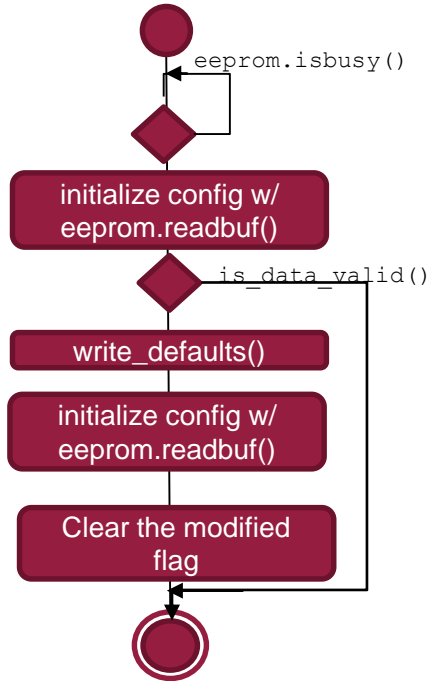 eeprom.isbusy()
initialize config w/
eeprom.readbuf()
is_data_valid()
write_defaults()
initialize config w/
eeprom.readbuf()
Clear the modified
flag